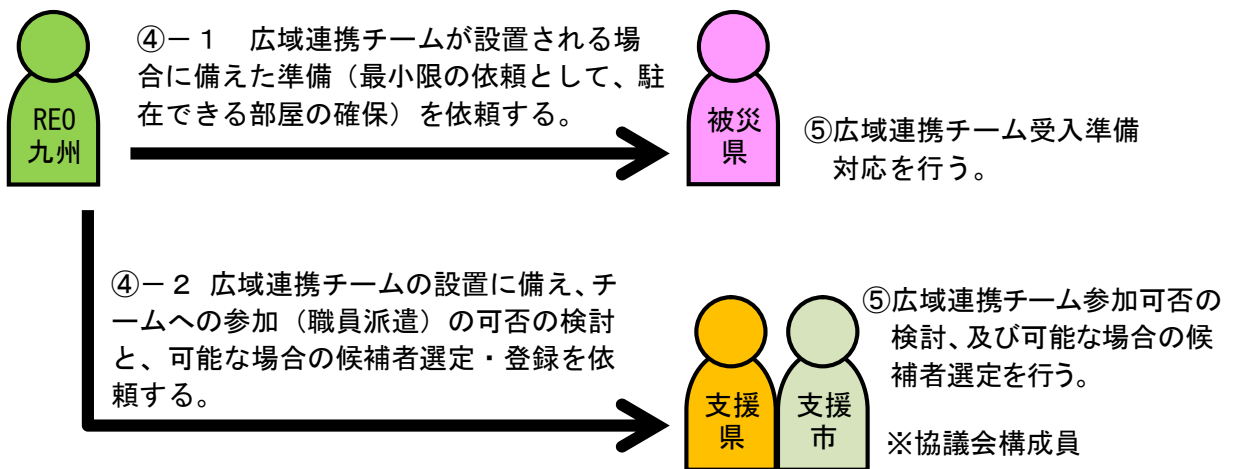 ④－１　広域連携チームが設置される場
合に備えた準備（最小限の依頼として、駐
在できる部屋の確保）を依頼する。
REO
九州
被災
県
⑤広域連携チーム受入準備
対応を行う。
④－２ 広域連携チームの設置に備え、チ
ームへの参加（職員派遣）の可否の検討
と、可能な場合の候補者選定・登録を依
頼する。
支援
県
支援
市
⑤広域連携チーム参加可否の
検討、及び可能な場合の候
補者選定を行う。
※協議会構成員